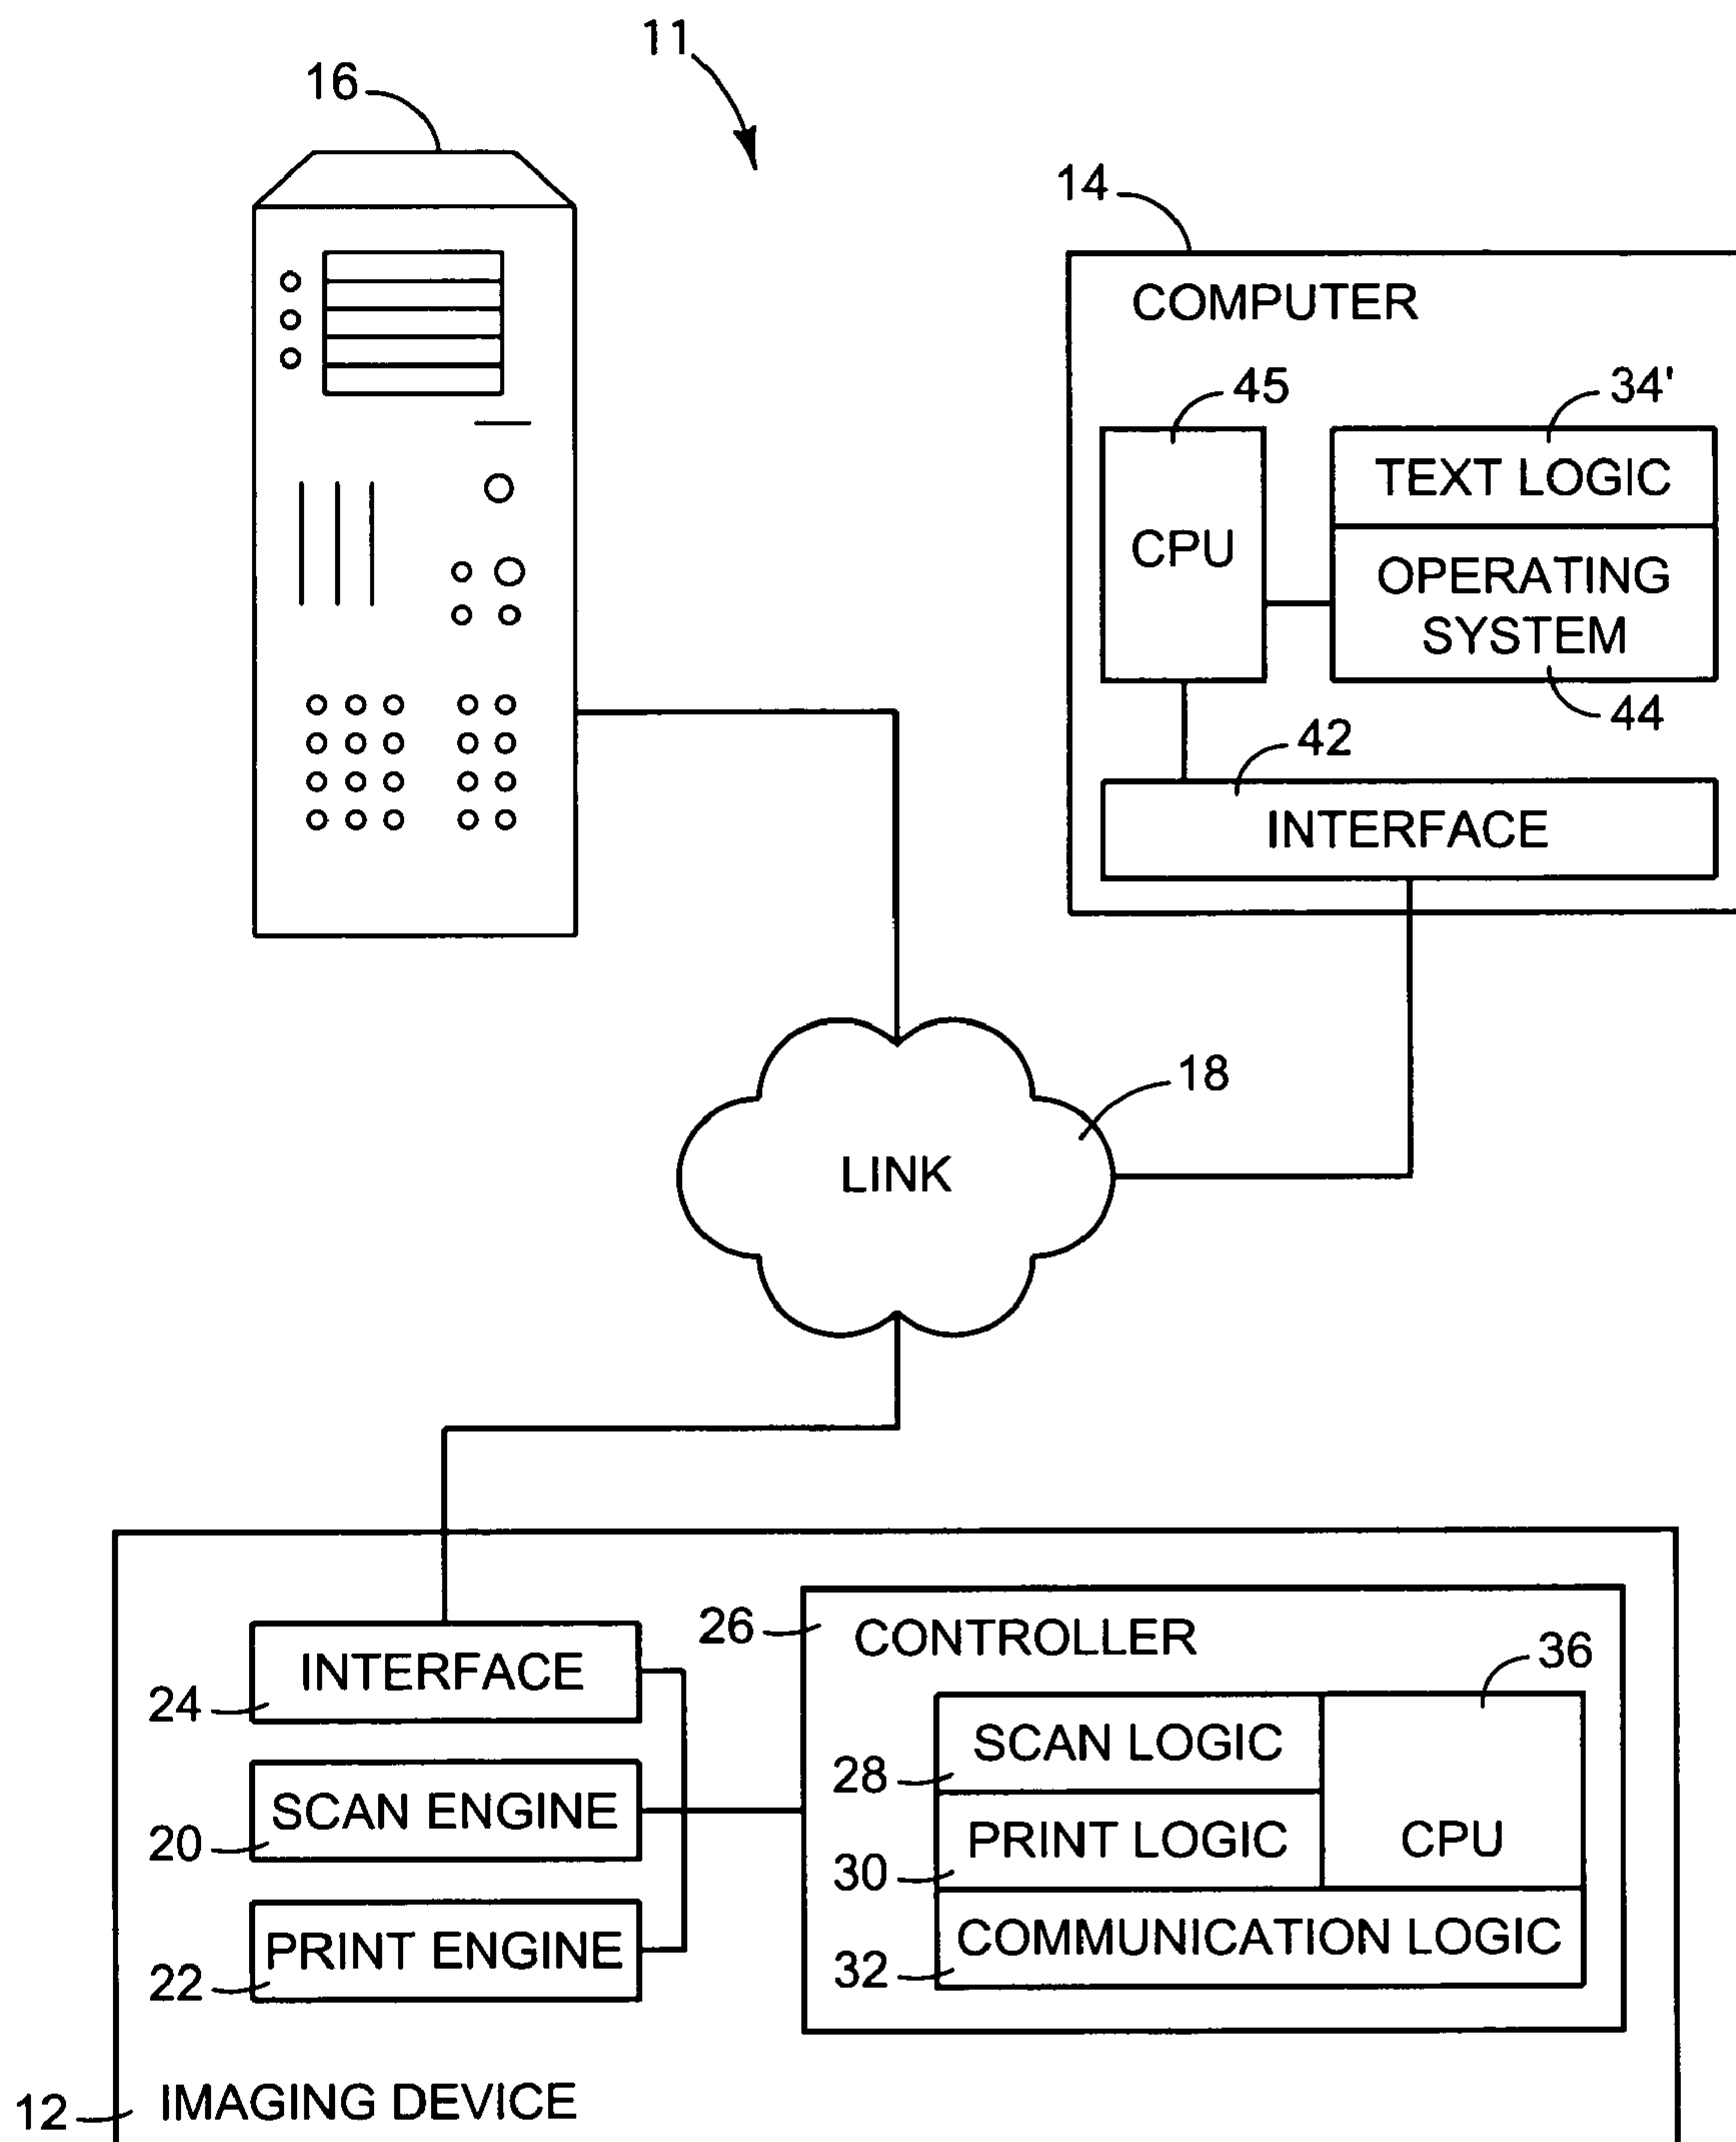 11
16
14
COMPUTER
45
34'
CPU
TEXT LOGIC
OPERATING
SYSTEM
44
42
INTERFACE
18
LINK
26
CONTROLLER
INTERFACE
24
36
SCAN LOGIC
28
SCAN ENGINE
20
PRINT LOGIC
30
CPU
PRINT ENGINE
22
COMMUNICATION LOGIC
32
12
IMAGING DEVICE